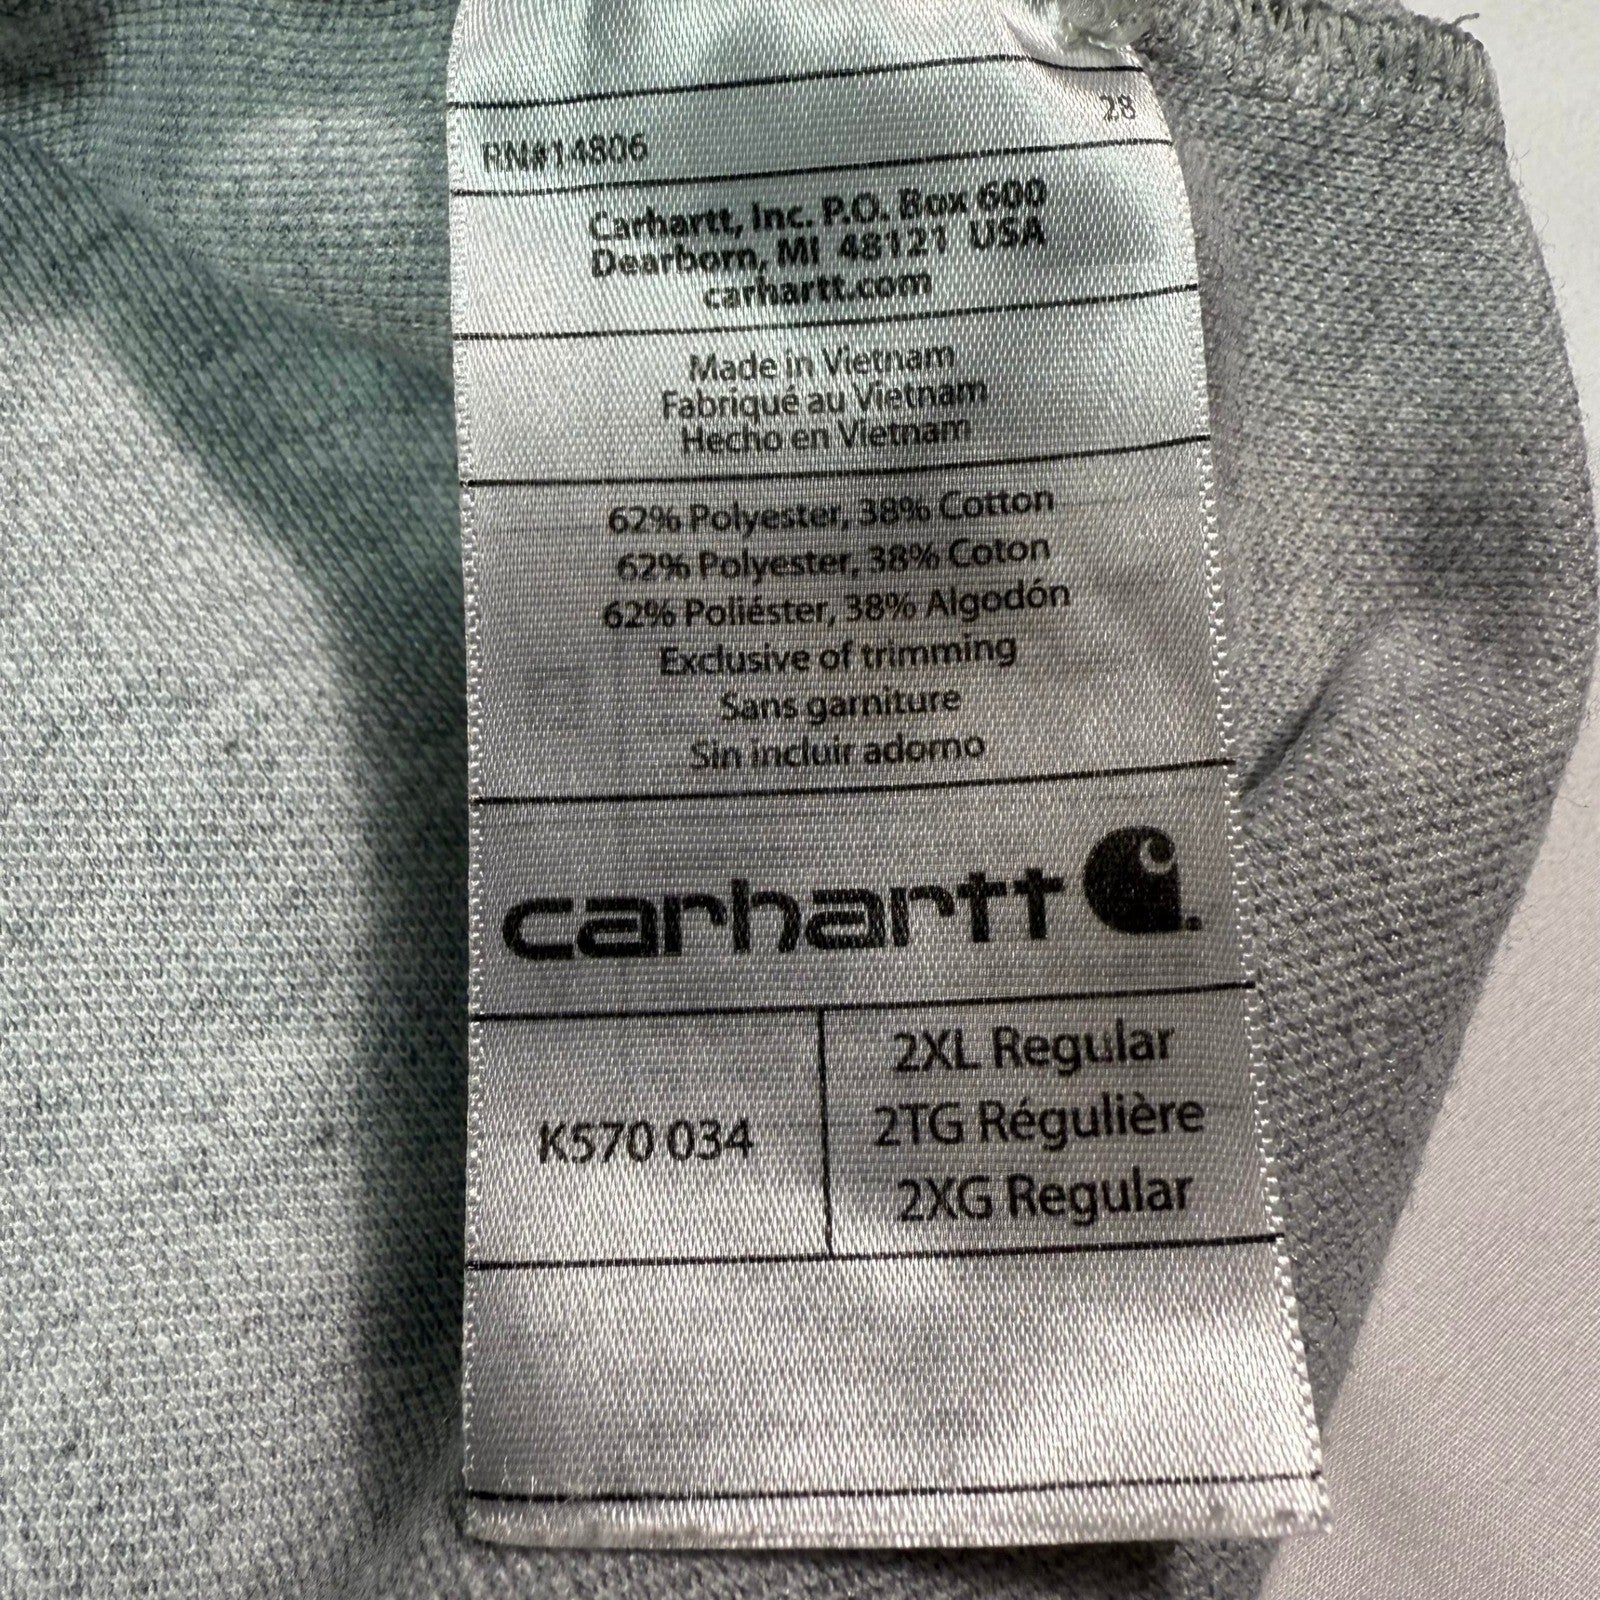 28
RN#14806
Carhartt, Inc. P.O. Box 600
Dearborn, MI 48121 USA
carhartt.com
Made in Vietnam
Fabriqué au Vietnam
Hecho en Vietnam
62% Polyester, 38% Cotton
62% Polyester, 38% Coton
62% Poliéster, 38% Algodón
Exclusive of trimming
Sans garniture
Sin incluir adorno
carhartt
K570 034
2XL Regular
2TG Régulière
2XG Regular